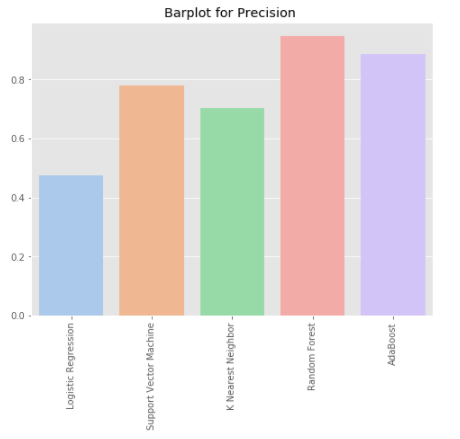 Barplot for Precision
0.8
0.6
0.4
0.2
0.0
Logistic Regression
Support Vector Machine
K Nearest Neighbor
Random Forest
AdaBoost